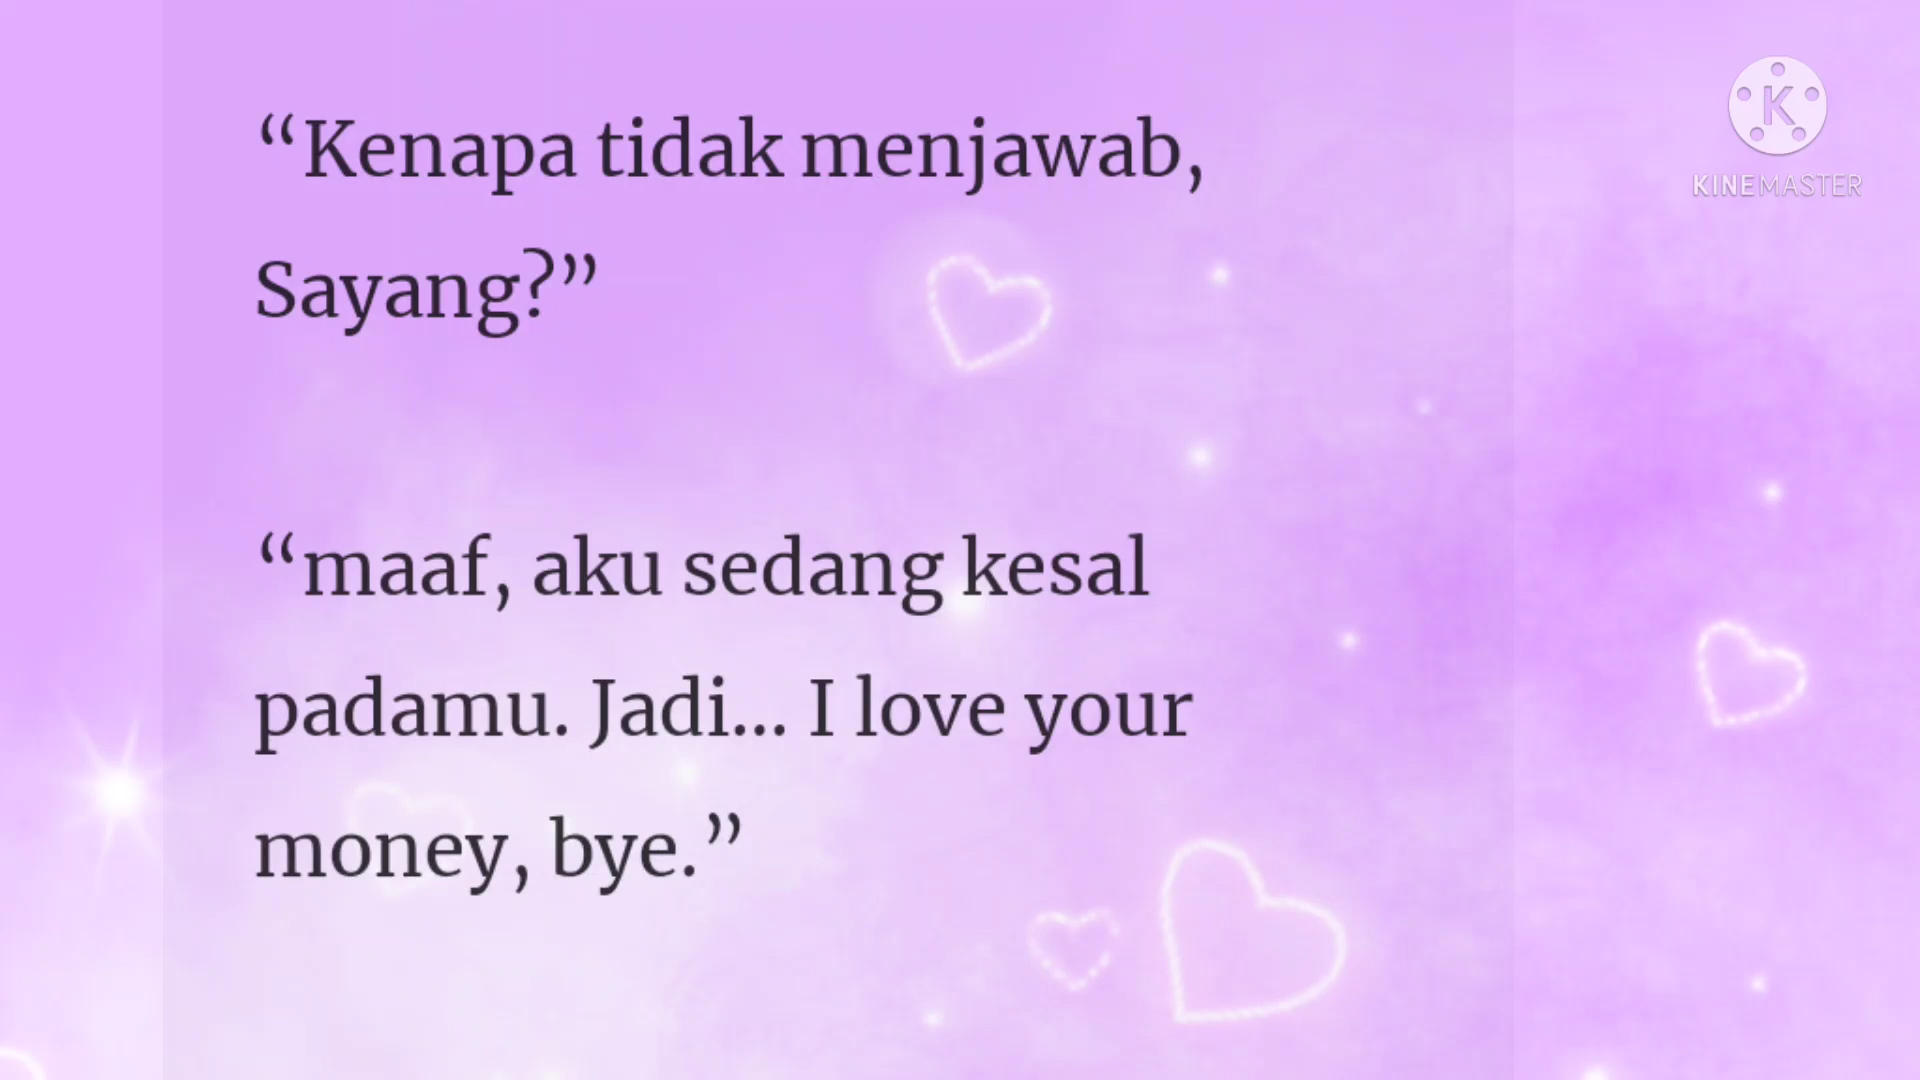 “Kenapa tidak menjawab,
Sayang?”
“maaf, aku sedang kesal
padamu. Jadi... I love your
money, bye.”
K
KINEMASTER